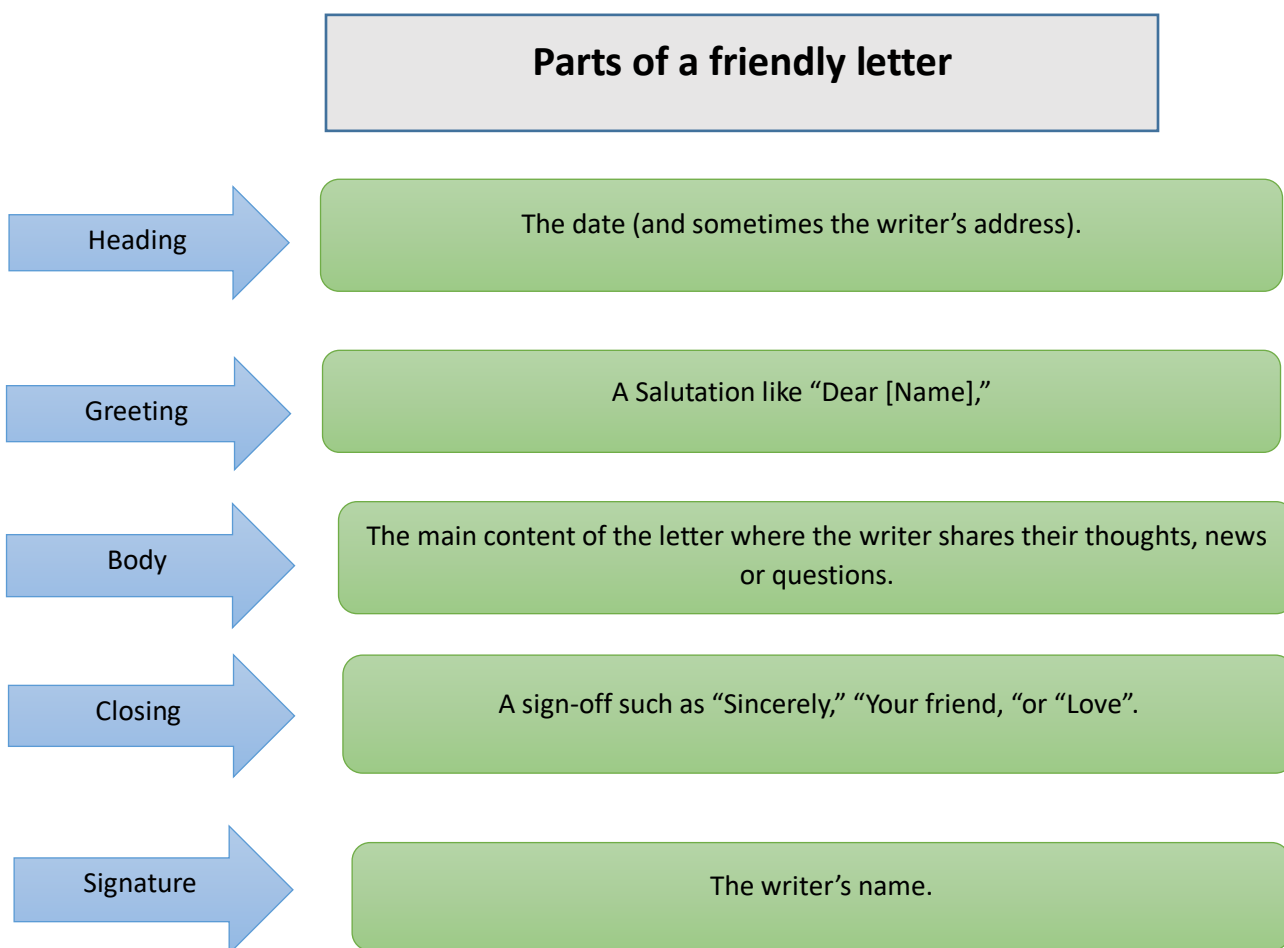 Parts of a friendly letter
Heading
The date (and sometimes the writer’s address).
Greeting
A Salutation like “Dear [Name],”
Body
The main content of the letter where the writer shares their thoughts, news
or questions.
Closing
A sign-off such as “Sincerely,” “Your friend, “or “Love”.
Signature
The writer’s name.